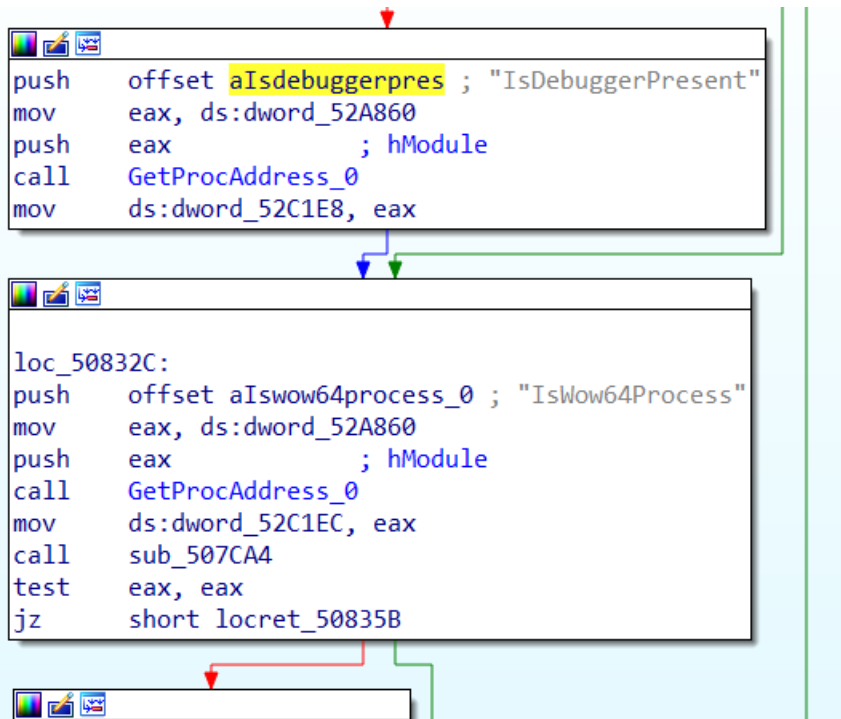 push    offset aIsdebuggerpres ; "IsDebuggerPresent"
mov     eax, ds:dword_52A860
push    eax             ; hModule
call    GetProcAddress_0
mov     ds:dword_52C1E8, eax
loc_50832C:
push    offset aIswow64process_0 ; "IsWow64Process"
mov     eax, ds:dword_52A860
push    eax             ; hModule
call    GetProcAddress_0
mov     ds:dword_52C1EC, eax
call    sub_507CA4
test    eax, eax
jz      short locret_50835B